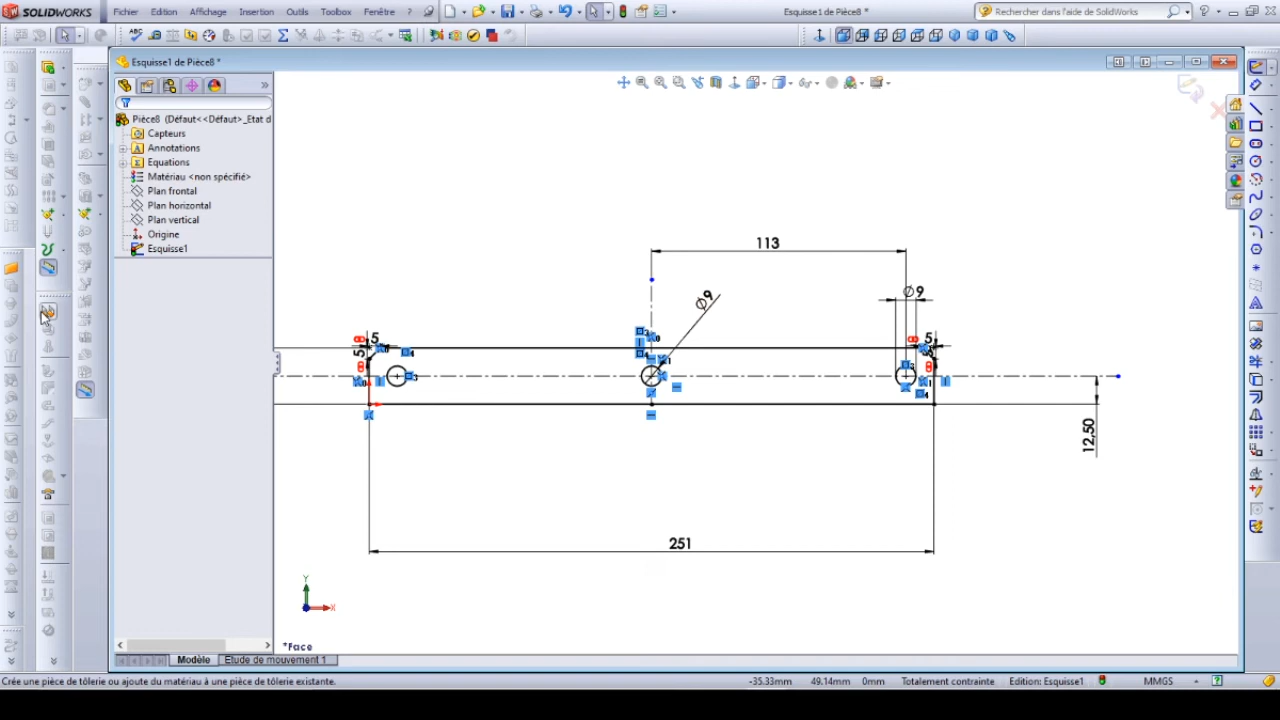 SOLIDWORKS
Fichier Edition Affichage Insertion Outils Toolbox Fenêtre ?
Esquisse1 de Pièce8 *
Rechercher dans l'aide de SolidWorks
Esquisse1 de Pièce8 *
Pièce8 (Défaut<<Défaut>_Etat d
Capteurs
Annotations
Equations
Matériau <non spécifié>
Plan frontal
Plan horizontal
Plan vertical
Origine
Esquisse1
113
Ø9
Ø9
5
5
5
12,50
251
Y
X
*Face
Modèle
Etude de mouvement 1
Crée une pièce de tôlerie ou ajoute du matériau à une pièce de tôlerie existante.
-35.33mm 49.14mm 0mm Totalement contrainte Edition: Esquisse1 MMGS